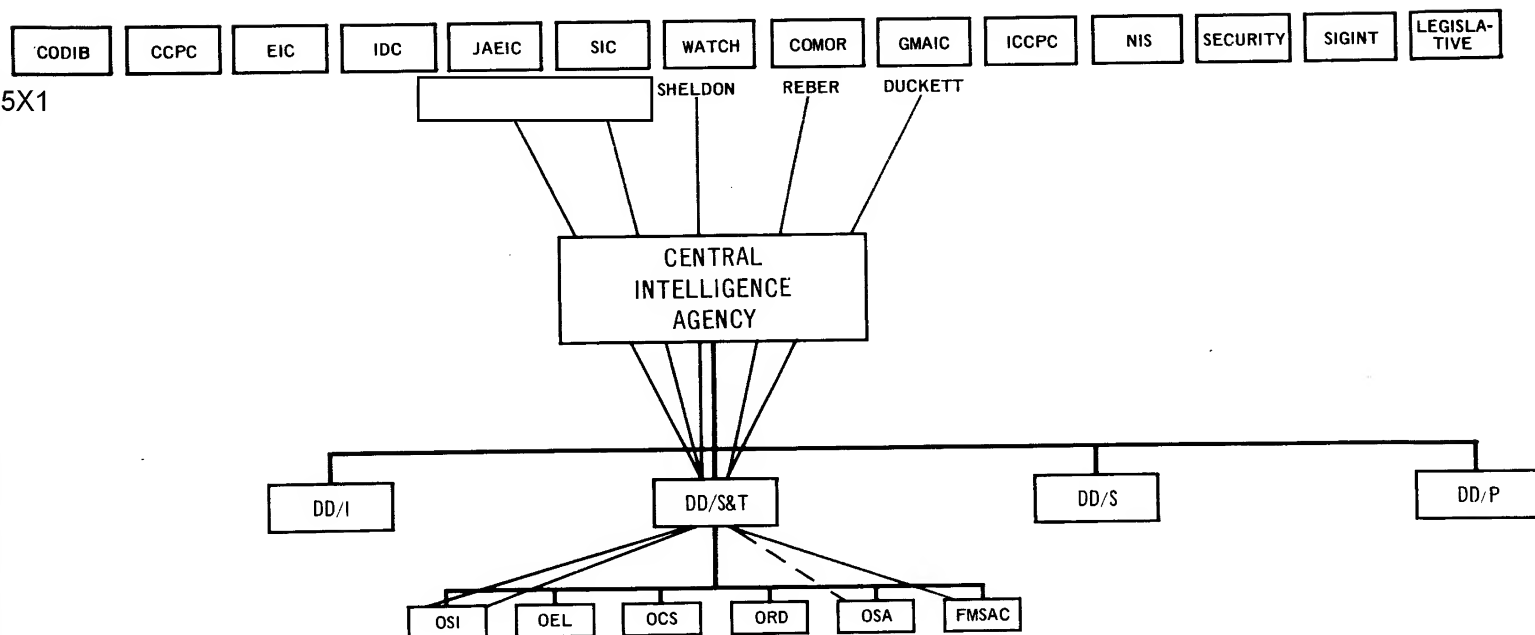 CODIB
CCPC
EIC
IDC
JAEIC
SIC
WATCH
COMOR
GMAIC
ICCPC
NIS
SECURITY
SIGINT
LEGISLA-
TIVE
5X1
SHELDON
REBER
DUCKETT
CENTRAL
INTELLIGENCE
AGENCY
DD/I
DD/S&T
DD/S
DD/P
OSI
OEL
OCS
ORD
OSA
FMSAC